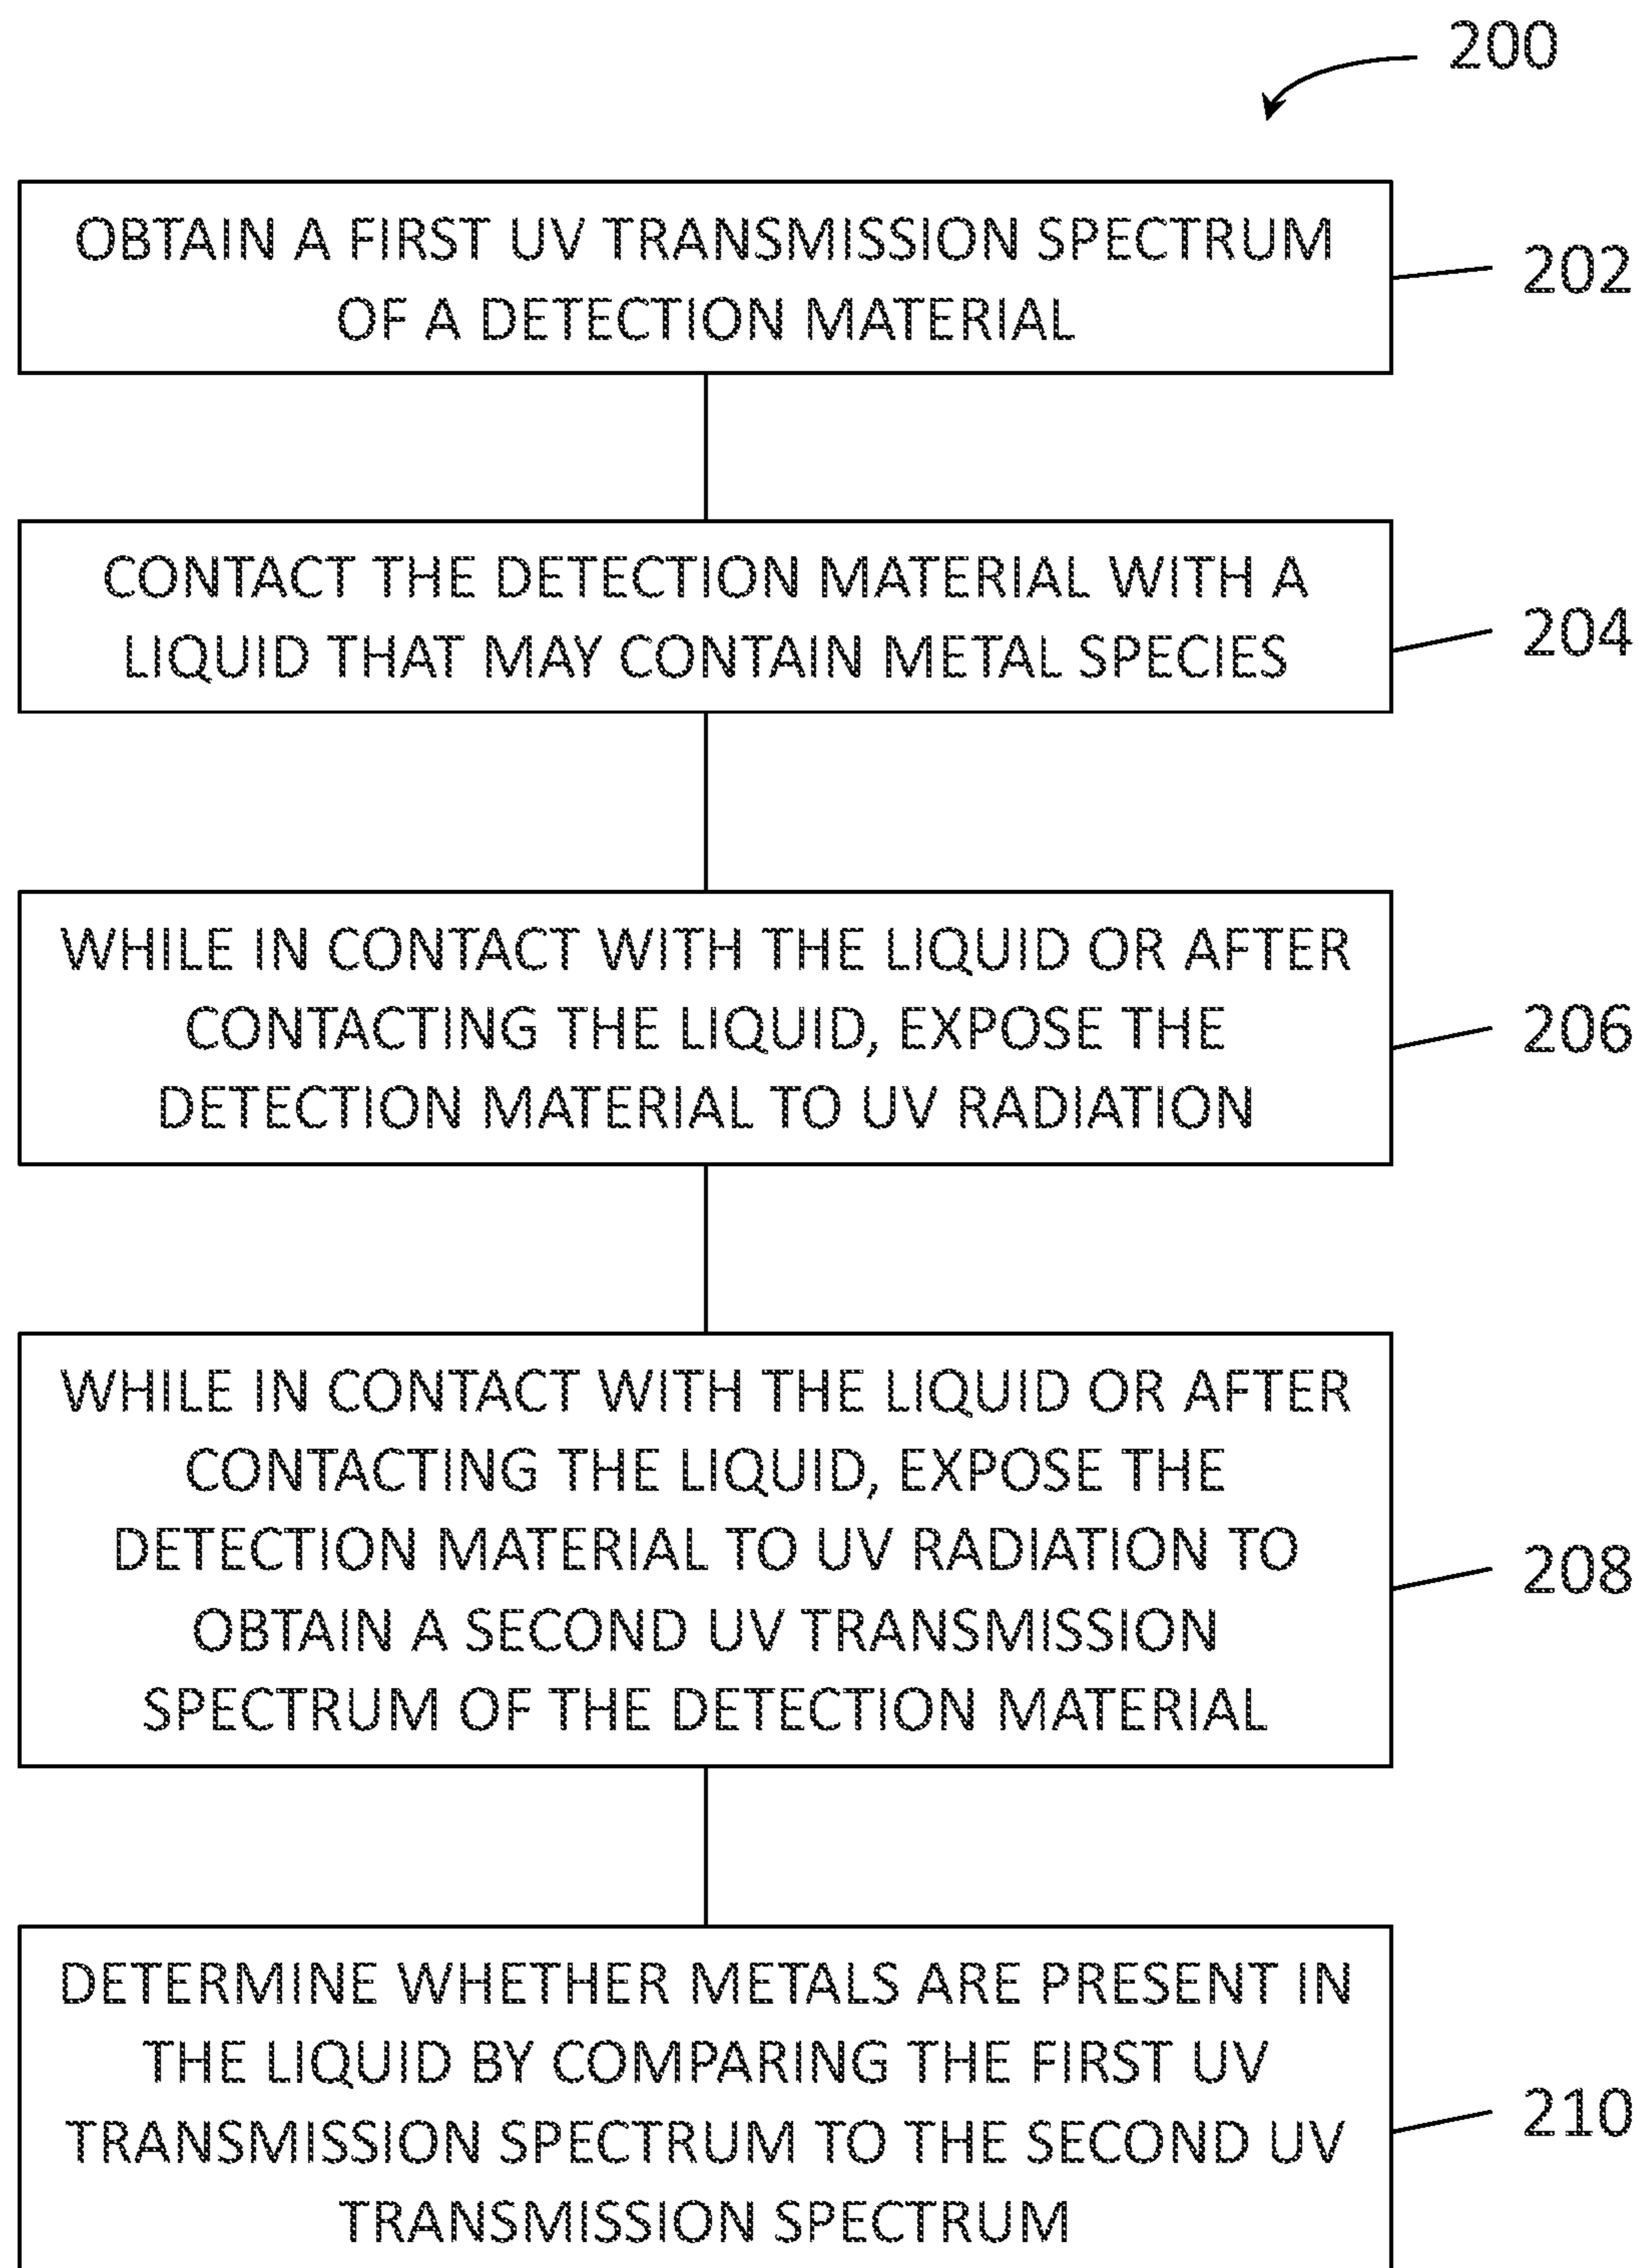 200
OBTAIN A FIRST UV TRANSMISSION SPECTRUM
OF A DETECTION MATERIAL
202
CONTACT THE DETECTION MATERIAL WITH A
LIQUID THAT MAY CONTAIN METAL SPECIES
204
WHILE IN CONTACT WITH THE LIQUID OR AFTER
CONTACTING THE LIQUID, EXPOSE THE
DETECTION MATERIAL TO UV RADIATION
206
WHILE IN CONTACT WITH THE LIQUID OR AFTER
CONTACTING THE LIQUID, EXPOSE THE
DETECTION MATERIAL TO UV RADIATION TO
OBTAIN A SECOND UV TRANSMISSION
SPECTRUM OF THE DETECTION MATERIAL
208
DETERMINE WHETHER METALS ARE PRESENT IN
THE LIQUID BY COMPARING THE FIRST UV
TRANSMISSION SPECTRUM TO THE SECOND UV
TRANSMISSION SPECTRUM
210